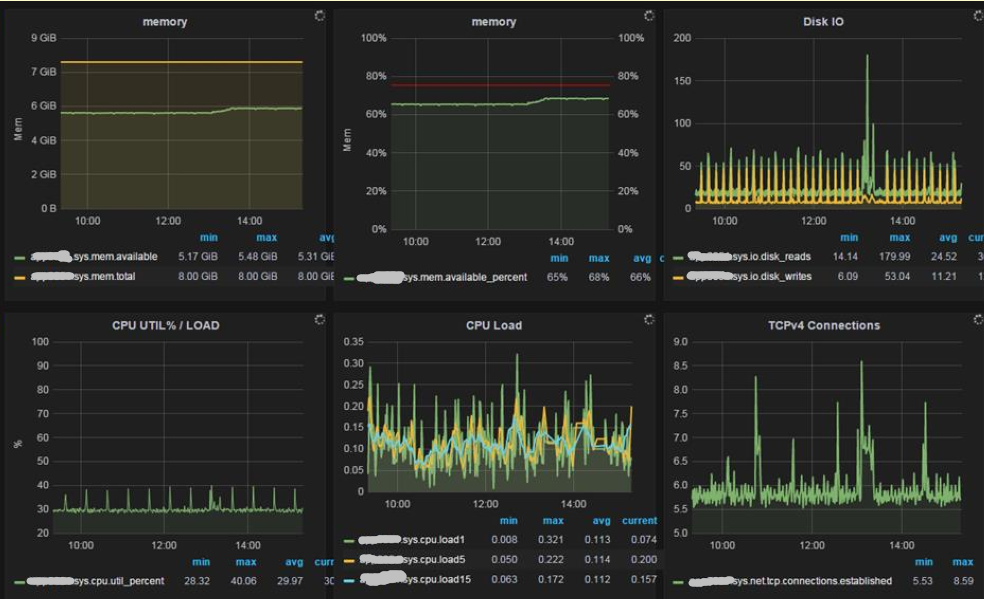 memory
9 GiB
7 GiB
6 GiB
4 GiB
2 GiB
0 B
Mem
10:00 12:00 14:00
min max avg
sys.mem.available 5.17 GiB 5.48 GiB 5.31 GiB
sys.mem.total 8.00 GiB 8.00 GiB 8.00 GiB
memory
100% 100%
80% 80%
60% 60%
40% 40%
20% 20%
0% 0%
Mem
10:00 12:00 14:00
min max avg c
sys.mem.available_percent 65% 68% 66%
Disk IO
200
150
100
50
0
10:00 12:00 14:00
min max avg cur
sys.io.disk_reads 14.14 179.99 24.52 3
sys.io.disk_writes 6.09 53.04 11.21 1
CPU UTIL% / LOAD
100
90
80
70
60
50
40
30
20
%
10:00 12:00 14:00
min max avg curr
sys.cpu.util_percent 28.32 40.06 29.97 30
CPU Load
0.35
0.30
0.25
0.20
0.15
0.10
0.05
0
10:00 12:00 14:00
min max avg current
sys.cpu.load1 0.008 0.321 0.113 0.074
sys.cpu.load5 0.050 0.222 0.114 0.200
sys.cpu.load15 0.063 0.172 0.112 0.157
TCPv4 Connections
9.0
8.5
8.0
7.5
7.0
6.5
6.0
5.5
5.0
10:00 12:00 14:00
min max
sys.net.tcp.connections.established 5.53 8.59